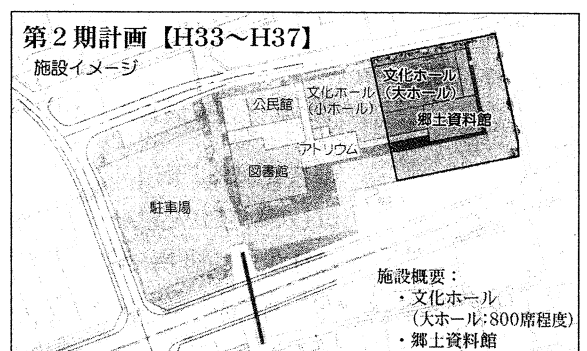 第2期計画【H33～H37】
施設イメージ
文化ホール
(大ホール)
文化ホール
(小ホール)
公民館
郷土資料館
アトリウム
図書館
駐車場
施設概要：
・文化ホール
(大ホール:800席程度)
・郷土資料館